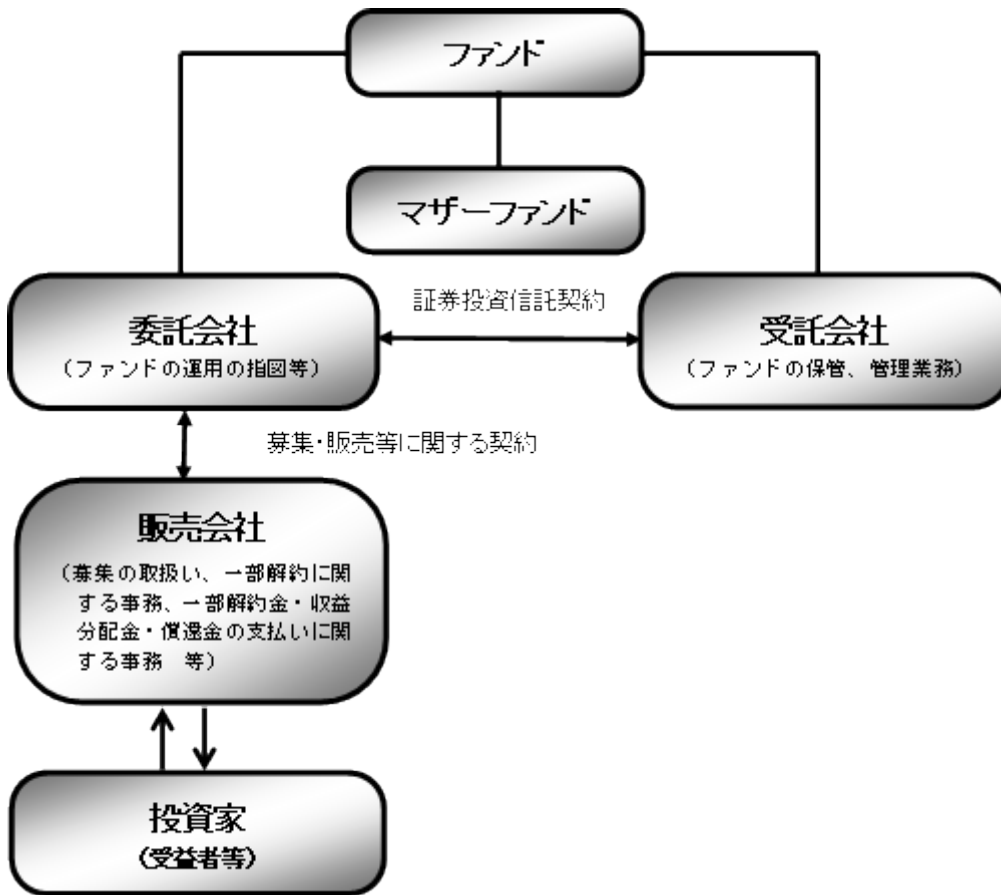 ファンド
マザーファンド
証券投資信託契約
委託会社
(ファンドの運用の指図等)
受託会社
(ファンドの保管、管理業務)
募集・販売等に関する契約
販売会社
(募集の取扱い、一部解約に関
する事務、一部解約金・収益
分配金・償還金の支払いに関
する事務 等)
投資家
(受益者等)